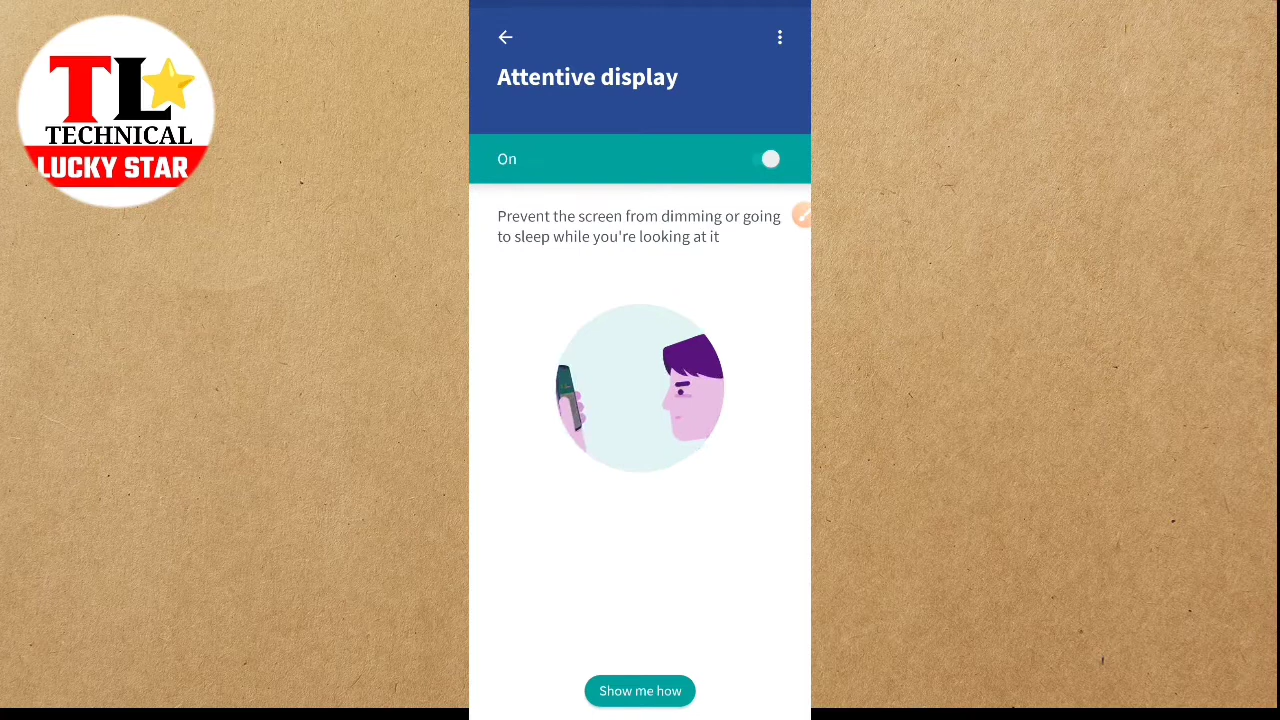 TL
TECHNICAL
LUCKY STAR
Attentive display
On
Prevent the screen from dimming or going
to sleep while you're looking at it
Show me how